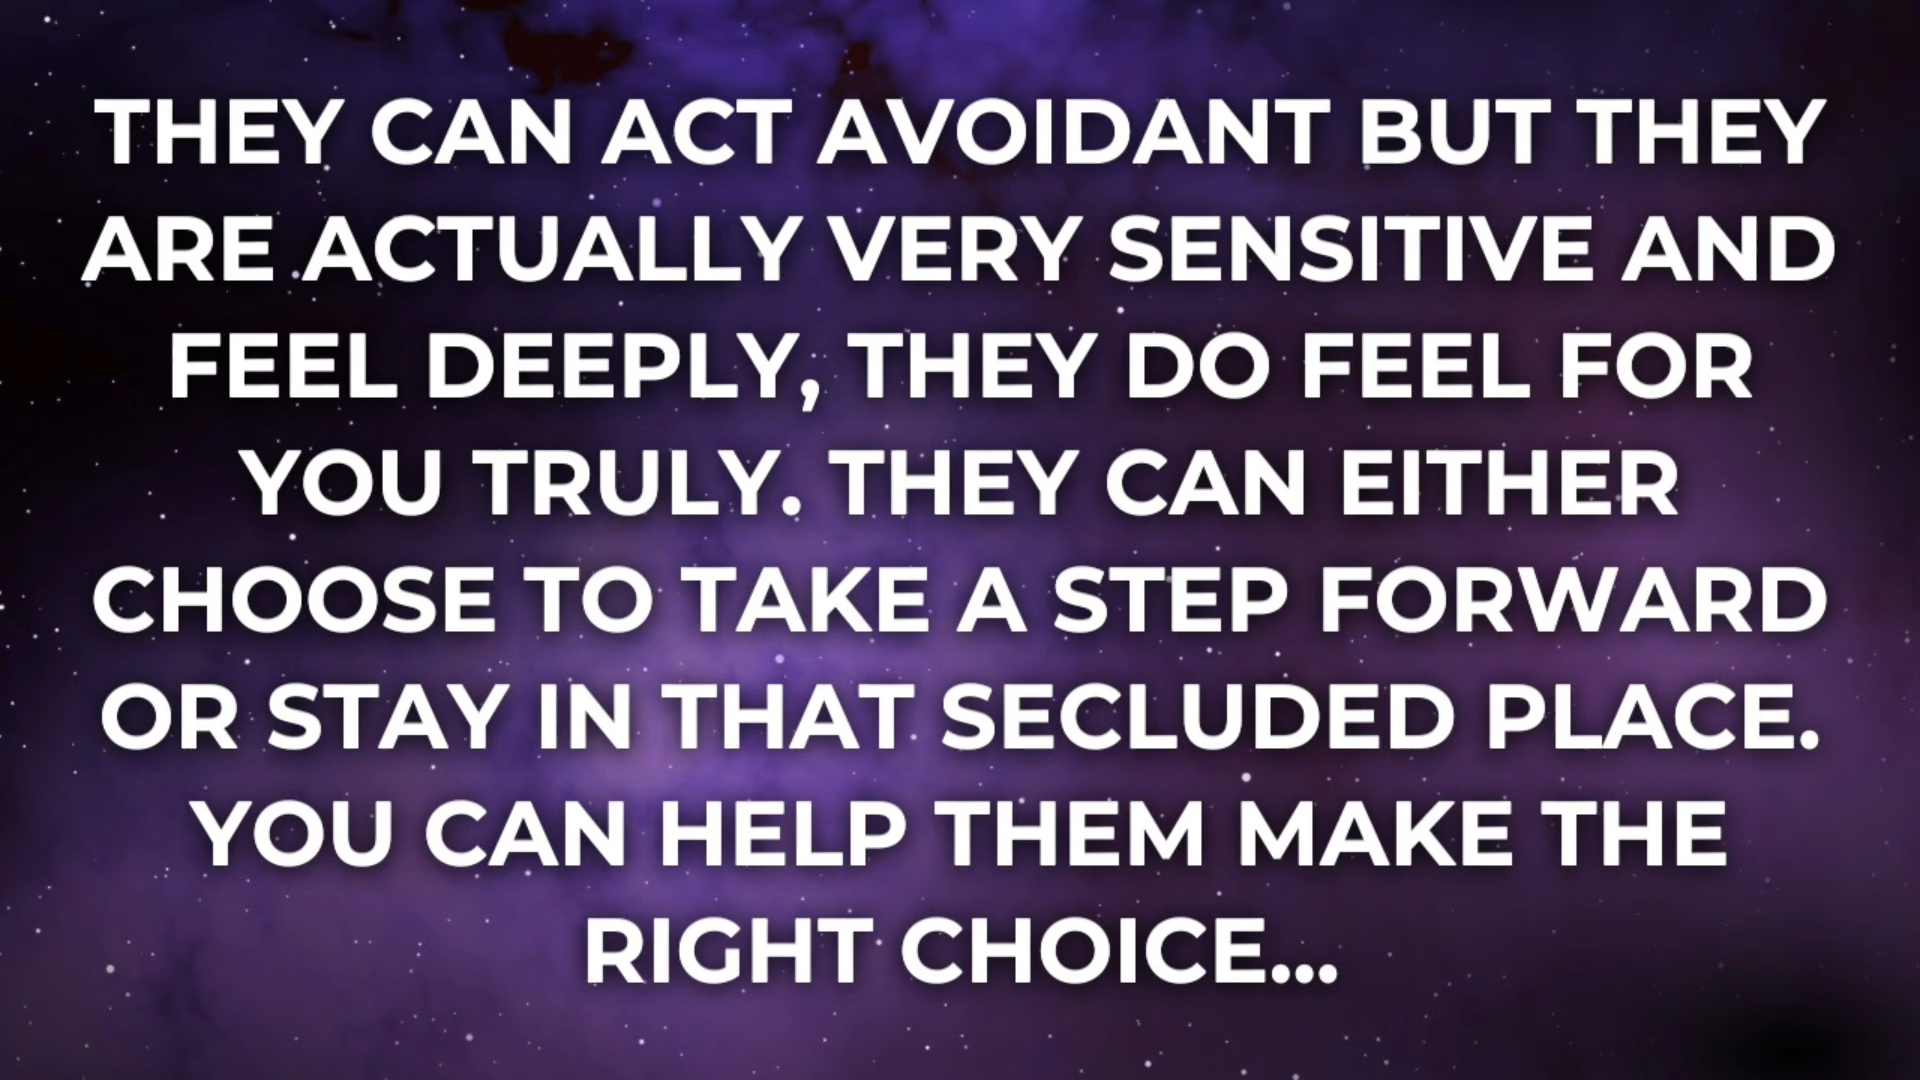 THEY CAN ACT AVOIDANT BUT THEY
ARE ACTUALLY VERY SENSITIVE AND
FEEL DEEPLY, THEY DO FEEL FOR
YOU TRULY. THEY CAN EITHER
CHOOSE TO TAKE A STEP FORWARD
OR STAY IN THAT SECLUDED PLACE.
YOU CAN HELP THEM MAKE THE
RIGHT CHOICE...